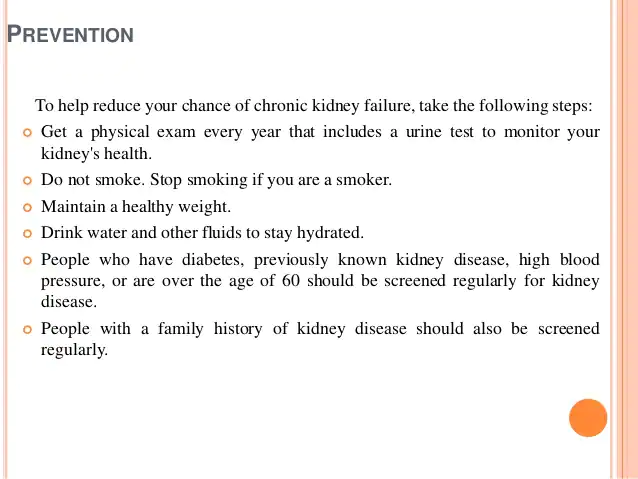 PREVENTION
To help reduce your chance of chronic kidney failure, take the following steps:
Get a physical exam every year that includes a urine test to monitor your
kidney's health.
Do not smoke. Stop smoking if you are a smoker.
Maintain a healthy weight.
Drink water and other fluids to stay hydrated.
People who have diabetes, previously known kidney disease, high blood
pressure, or are over the age of 60 should be screened regularly for kidney
disease.
People with a family history of kidney disease should also be screened
regularly.